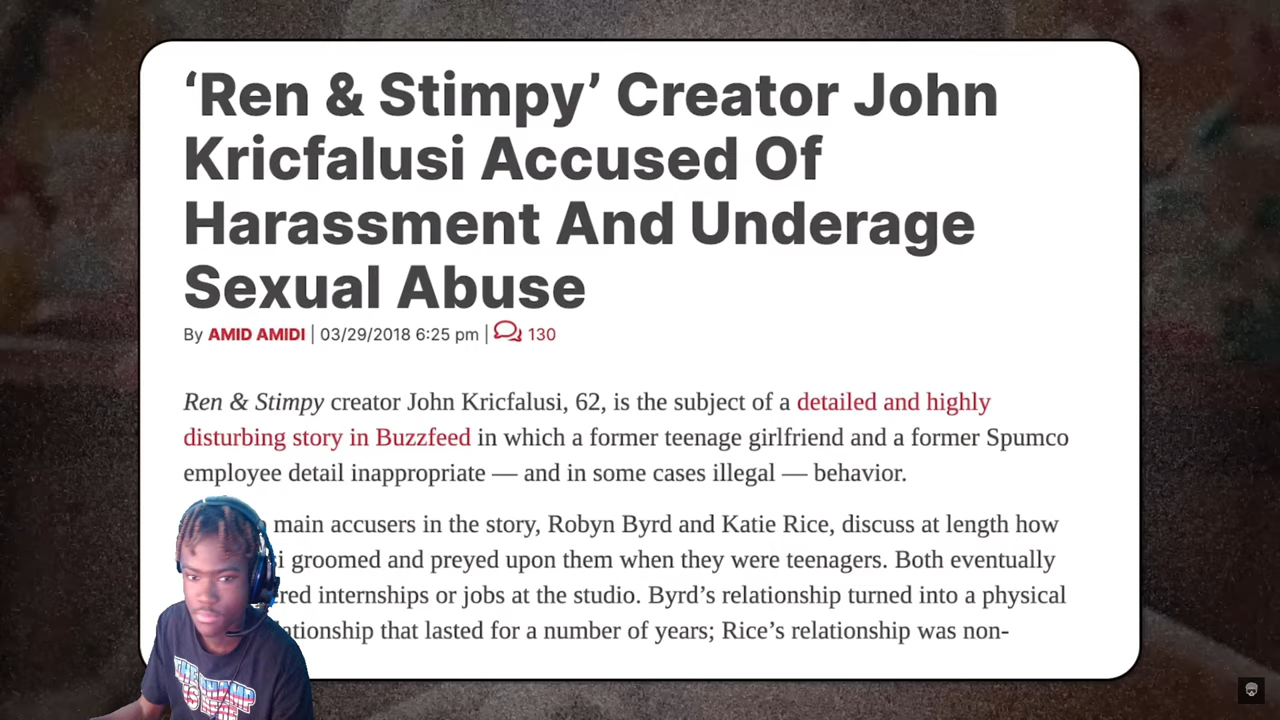 ‘Ren & Stimpy’ Creator John
Kricfalusi Accused Of
Harassment And Underage
Sexual Abuse
By AMID AMIDI | 03/29/2018 6:25 pm | 130
Ren & Stimpy creator John Kricfalusi, 62, is the subject of a detailed and highly
disturbing story in Buzzfeed in which a former teenage girlfriend and a former Spumco
employee detail inappropriate — and in some cases illegal — behavior.
main accusers in the story, Robyn Byrd and Katie Rice, discuss at length how
groomed and preyed upon them when they were teenagers. Both eventually
internships or jobs at the studio. Byrd’s relationship turned into a physical
that lasted for a number of years; Rice’s relationship was non-
THE CHAMP
IS HERE